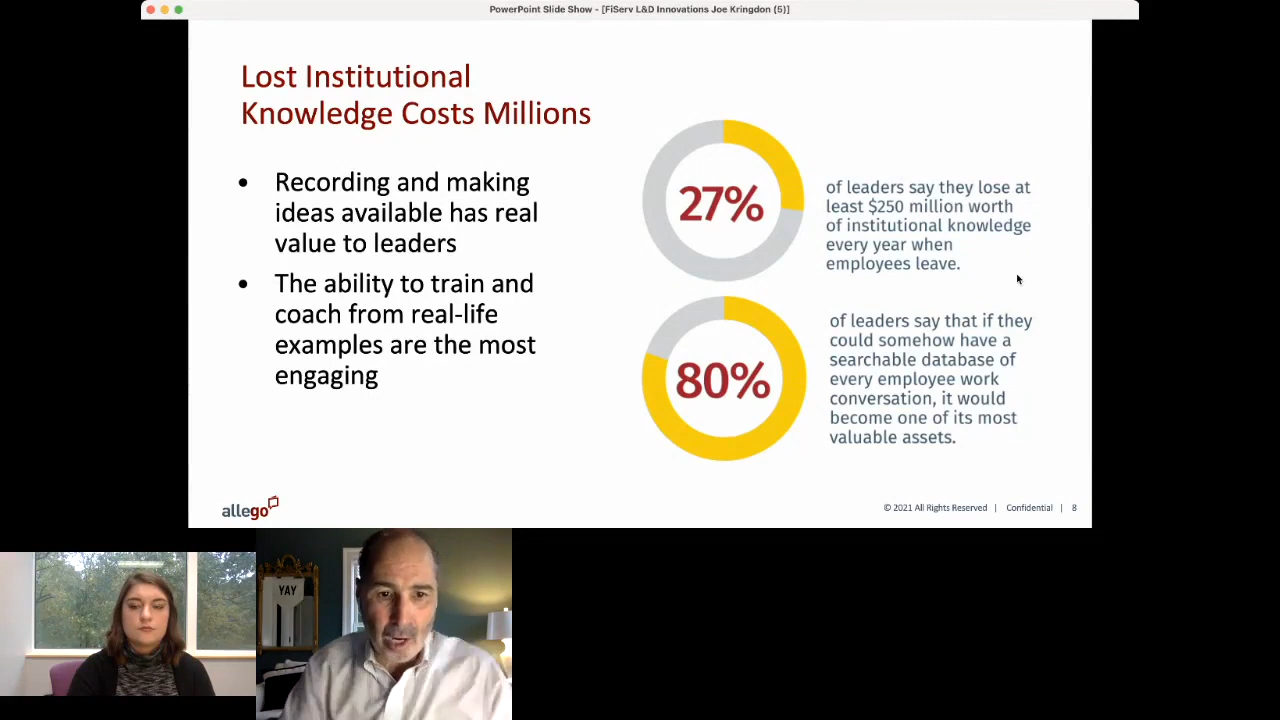 PowerPoint Slide Show - [FiServ L&D Innovations Joe Kringdon (5)]
Lost Institutional
Knowledge Costs Millions
• Recording and making
ideas available has real
value to leaders
• The ability to train and
coach from real-life
examples are the most
engaging
27%
of leaders say they lose at
least $250 million worth
of institutional knowledge
every year when
employees leave.
80%
of leaders say that if they
could somehow have a
searchable database of
every employee work
conversation, it would
become one of its most
valuable assets.
allego
© 2021 All Rights Reserved | Confidential | 8
YAY